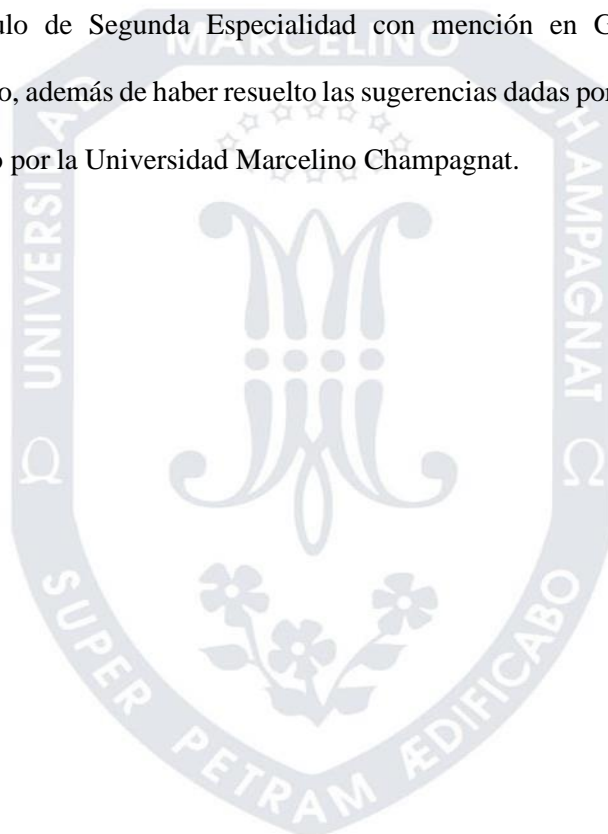 ulo de Segunda Especialidad con mención en G
o, además de haber resuelto las sugerencias dadas por
o por la Universidad Marcelino Champagnat.
MARCELINO
UNIVERSIDAD
CHAMPAGNAT
Ω Ω
SUPER PETRAM ÆDIFICABO